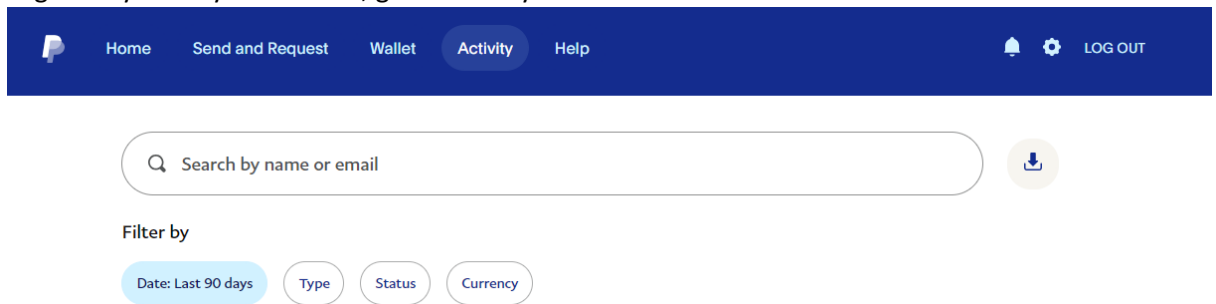 Home Send and Request Wallet Activity Help LOG OUT
Search by name or email
Filter by
Date: Last 90 days Type Status Currency